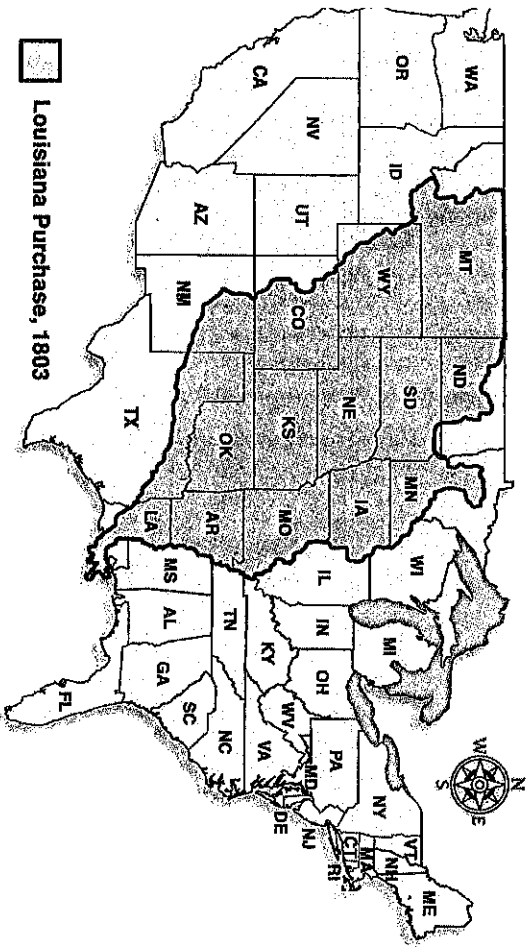 WA
OR
CA
NV
ID
UT
AZ
MT
WY
CO
NM
ND
SD
NE
KS
OK
TX
MN
IA
MO
AR
LA
WI
IL
MS
MI
IN
KY
TN
AL
OH
WV
GA
FL
SC
NC
VA
PA
MD
DE
NJ
NY
CT
RI
MA
VT
NH
ME
N
W
E
S
Louisiana Purchase, 1803